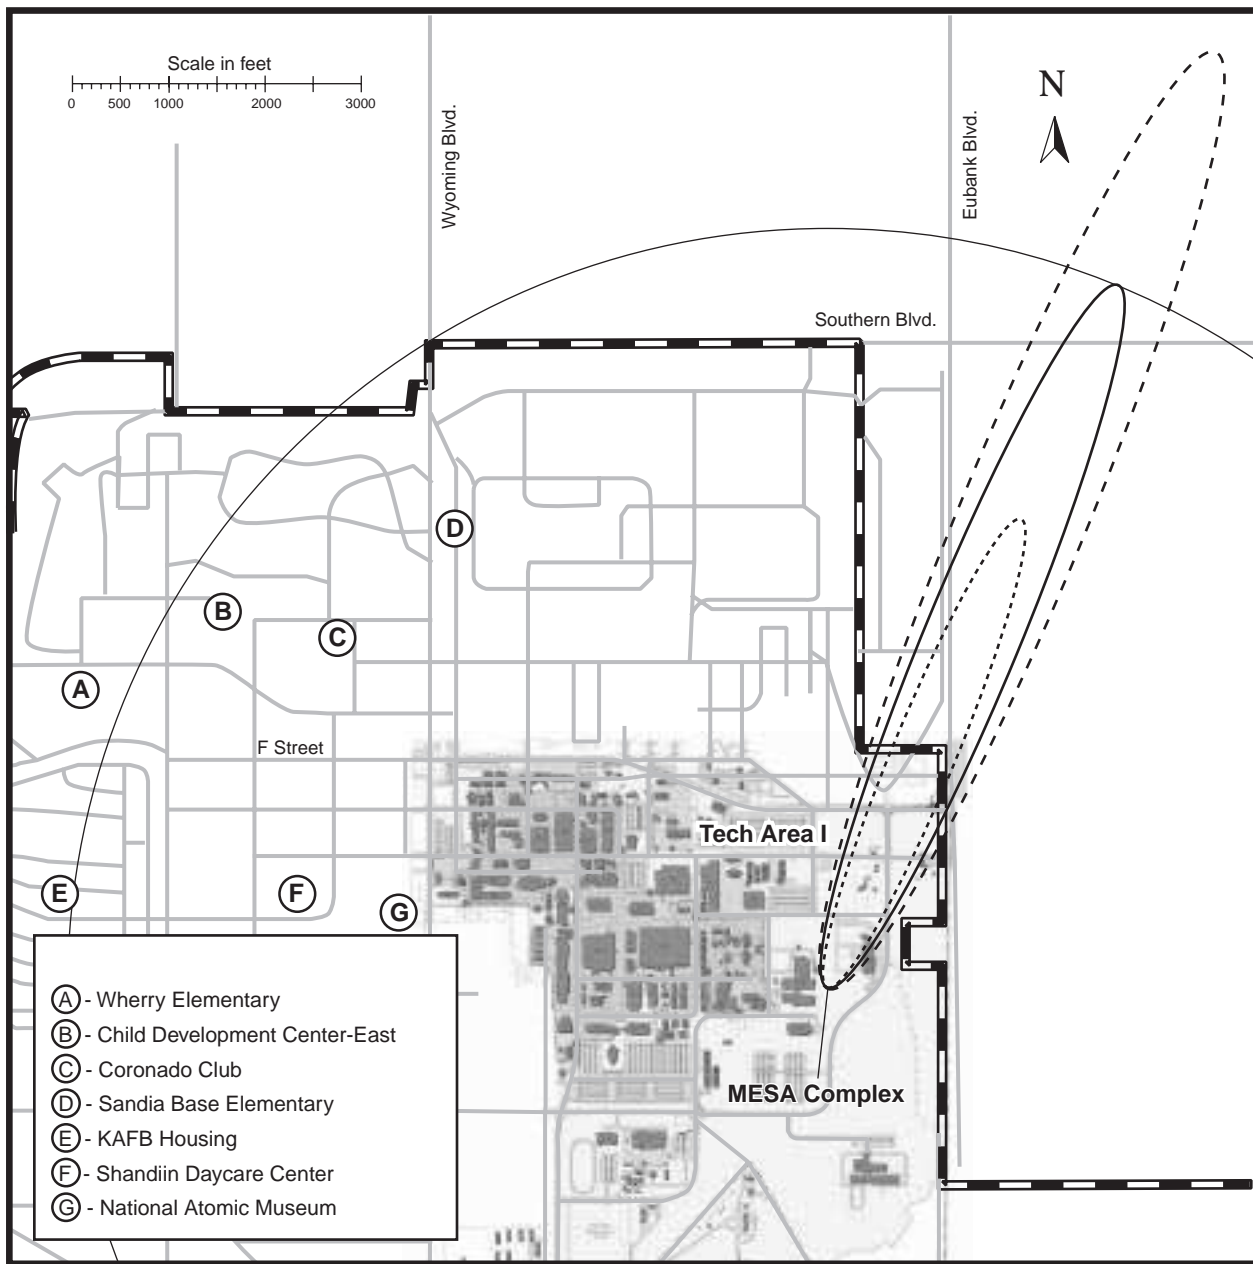 Scale in feet
0 500 1000 2000 3000
Wyoming Blvd.
Eubank Blvd.
N
Southern Blvd.
D
B
C
A
F Street
Tech Area I
E
F
G
MESA Complex
A - Wherry Elementary
B - Child Development Center-East
C - Coronado Club
D - Sandia Base Elementary
E - KAFB Housing
F - Shandiin Daycare Center
G - National Atomic Museum